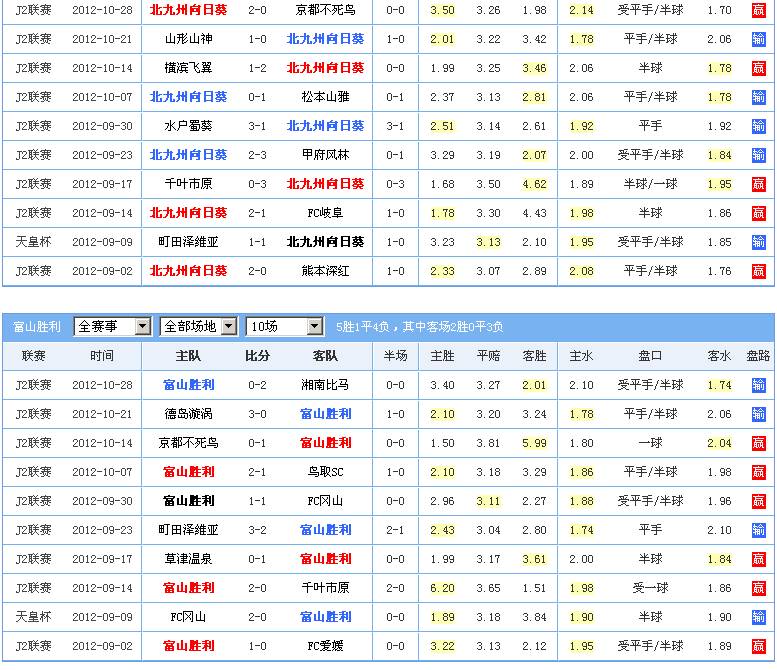 J2联赛 2012-10-28 北九州向日葵 2-0 京都不死鸟 0-0 3.50 3.26 1.98 2.14 受平手/半球 1.70 赢
J2联赛 2012-10-21 山形山神 1-0 北九州向日葵 1-0 2.01 3.22 3.42 1.78 平手/半球 2.06 输
J2联赛 2012-10-14 横滨飞翼 1-2 北九州向日葵 0-0 1.99 3.25 3.46 2.06 半球 1.78 赢
J2联赛 2012-10-07 北九州向日葵 0-1 松本山雅 0-1 2.37 3.13 2.81 2.06 平手/半球 1.78 输
J2联赛 2012-09-30 水户蜀葵 3-1 北九州向日葵 3-1 2.51 3.14 2.61 1.92 平手 1.92 输
J2联赛 2012-09-23 北九州向日葵 2-3 甲府风林 0-1 3.29 3.19 2.07 2.00 受平手/半球 1.84 输
J2联赛 2012-09-17 千叶市原 0-3 北九州向日葵 0-3 1.68 3.50 4.62 1.89 半球/一球 1.95 赢
J2联赛 2012-09-14 北九州向日葵 2-1 FC岐阜 1-0 1.78 3.30 4.43 1.98 半球 1.86 赢
天皇杯 2012-09-09 町田泽维亚 1-1 北九州向日葵 1-0 3.23 3.13 2.10 1.95 受平手/半球 1.85 输
J2联赛 2012-09-02 北九州向日葵 2-0 熊本深红 1-0 2.33 3.07 2.89 2.08 平手/半球 1.76 赢
富山胜利 全赛事 全部场地 10场 5胜1平4负，其中客场2胜0平3负
联赛 时间 主队 比分 客队 半场 主胜 平赔 客胜 主水 盘口 客水 盘路
J2联赛 2012-10-28 富山胜利 0-2 湘南比马 0-0 3.40 3.27 2.01 2.10 受平手/半球 1.74 输
J2联赛 2012-10-21 德岛漩涡 3-0 富山胜利 1-0 2.10 3.20 3.24 1.78 平手/半球 2.06 输
J2联赛 2012-10-14 京都不死鸟 0-1 富山胜利 0-0 1.50 3.81 5.99 1.80 一球 2.04 赢
J2联赛 2012-10-07 富山胜利 2-1 鸟取SC 1-0 2.10 3.18 3.29 1.86 平手/半球 1.98 赢
J2联赛 2012-09-30 富山胜利 1-1 FC冈山 0-0 2.96 3.11 2.27 1.88 受平手/半球 1.96 赢
J2联赛 2012-09-23 町田泽维亚 3-2 富山胜利 2-1 2.43 3.04 2.80 1.74 平手 2.10 输
J2联赛 2012-09-17 草津温泉 0-1 富山胜利 0-0 1.99 3.17 3.61 2.00 半球 1.84 赢
J2联赛 2012-09-14 富山胜利 2-0 千叶市原 2-0 6.20 3.65 1.51 1.98 受一球 1.86 赢
天皇杯 2012-09-09 FC冈山 2-0 富山胜利 0-0 1.89 3.18 3.84 1.90 半球 1.90 输
J2联赛 2012-09-02 富山胜利 1-0 FC爱媛 0-0 3.22 3.13 2.12 1.95 受平手/半球 1.89 赢